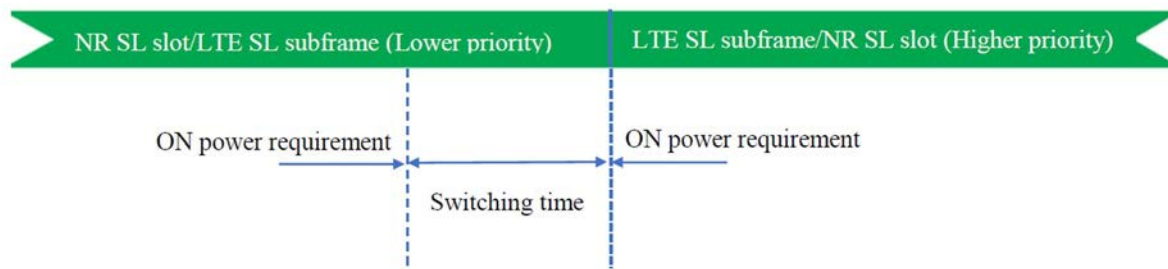 NR SL slot/LTE SL subframe (Lower priority)
LTE SL subframe/NR SL slot (Higher priority)
ON power requirement
ON power requirement
Switching time